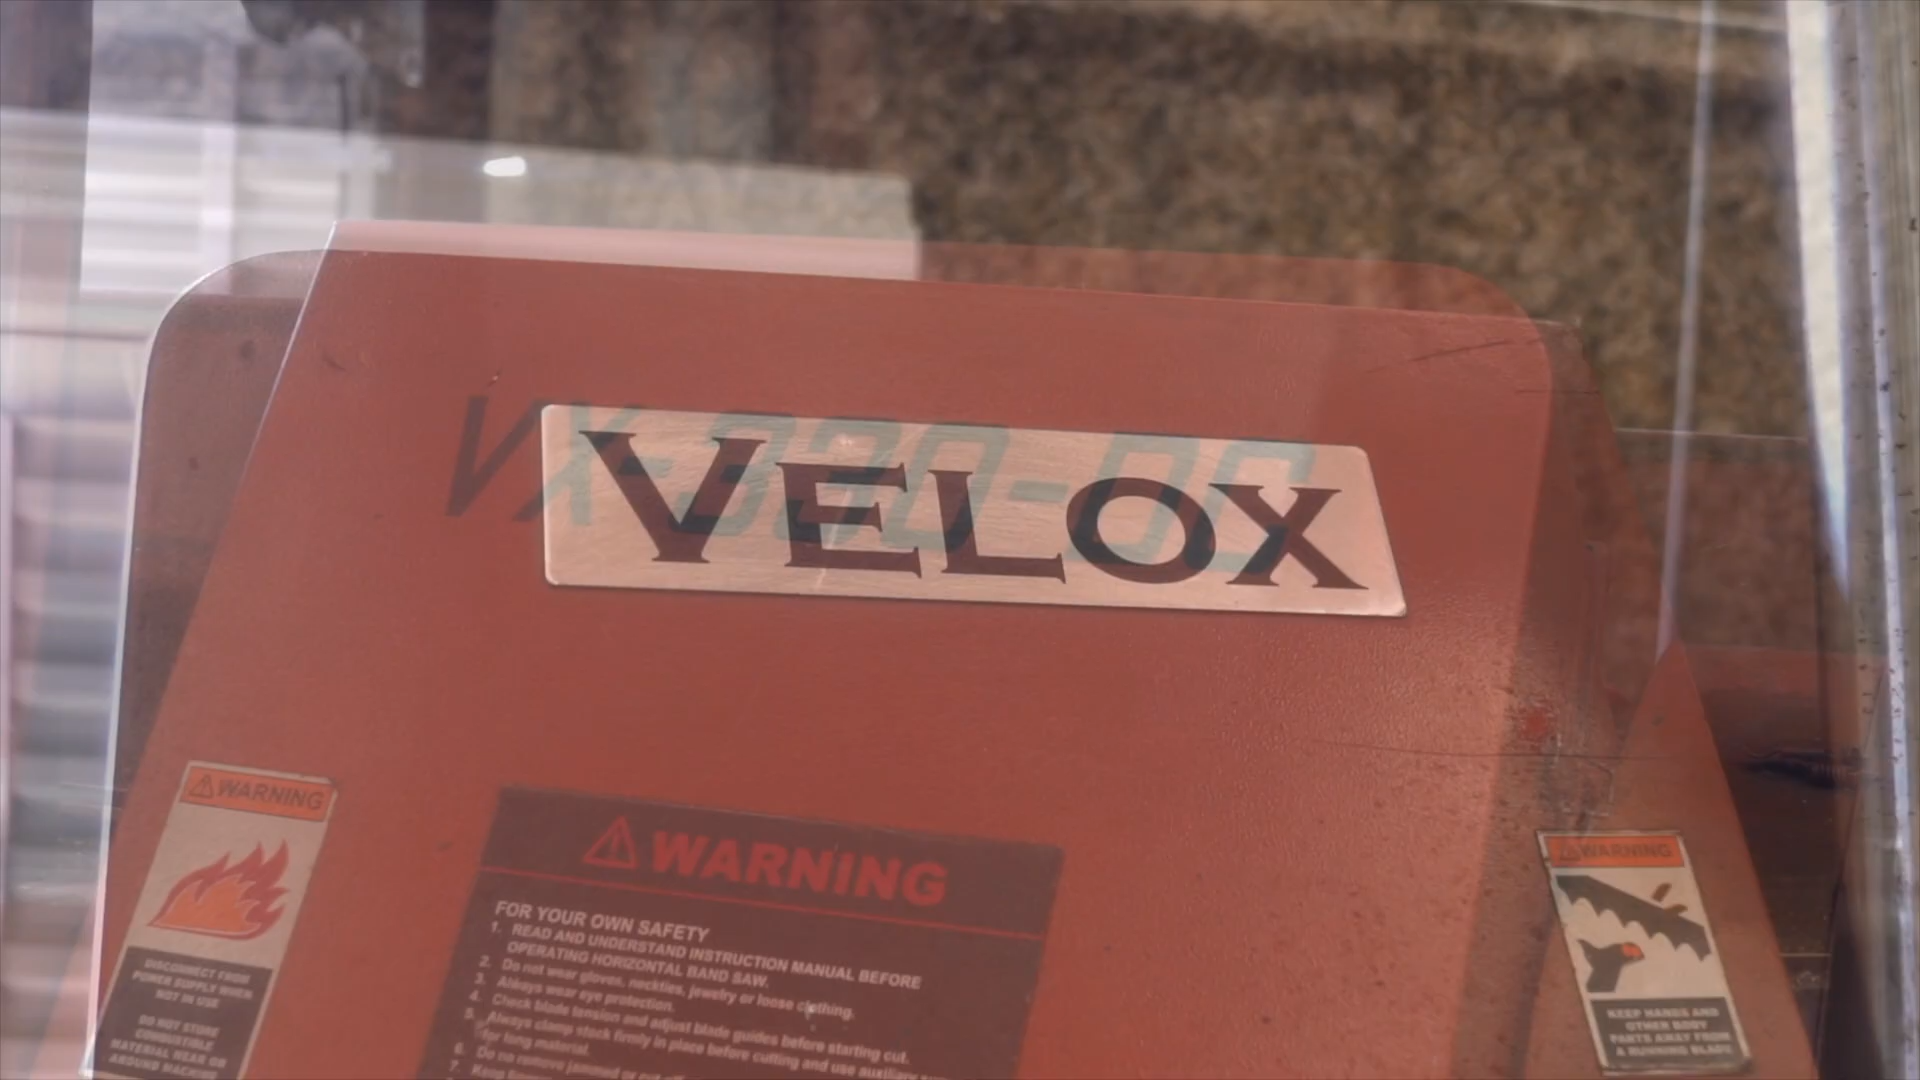 VX-330-DC
VELOX
WARNING
DISCONNECT FROM
POWER SUPPLY WHEN
NOT IN USE
DO NOT STORE
COMBUSTIBLE
MATERIAL NEAR OR
AROUND MACHINE
WARNING
FOR YOUR OWN SAFETY
1. READ AND UNDERSTAND INSTRUCTION MANUAL BEFORE
OPERATING HORIZONTAL BAND SAW.
2. Do not wear gloves, neckties, jewelry or loose clothing.
3. Always wear eye protection.
4. Check blade tension and adjust blade guides before starting cut.
5. Always clamp stock firmly in place before cutting and use auxiliary
for long material.
6. Do no remove jammed or cut
7. Keep
WARNING
KEEP HANDS AND
OTHER BODY
PARTS AWAY FROM
A RUNNING BLADE